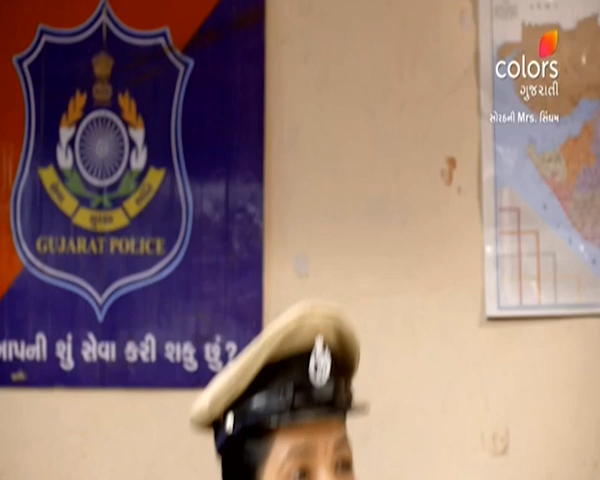 GUJARAT POLICE
આપની શું સેવા કરી શકુ છું?
colors
ગુજરાતી
સોરઠની Mrs. સિંઘમ